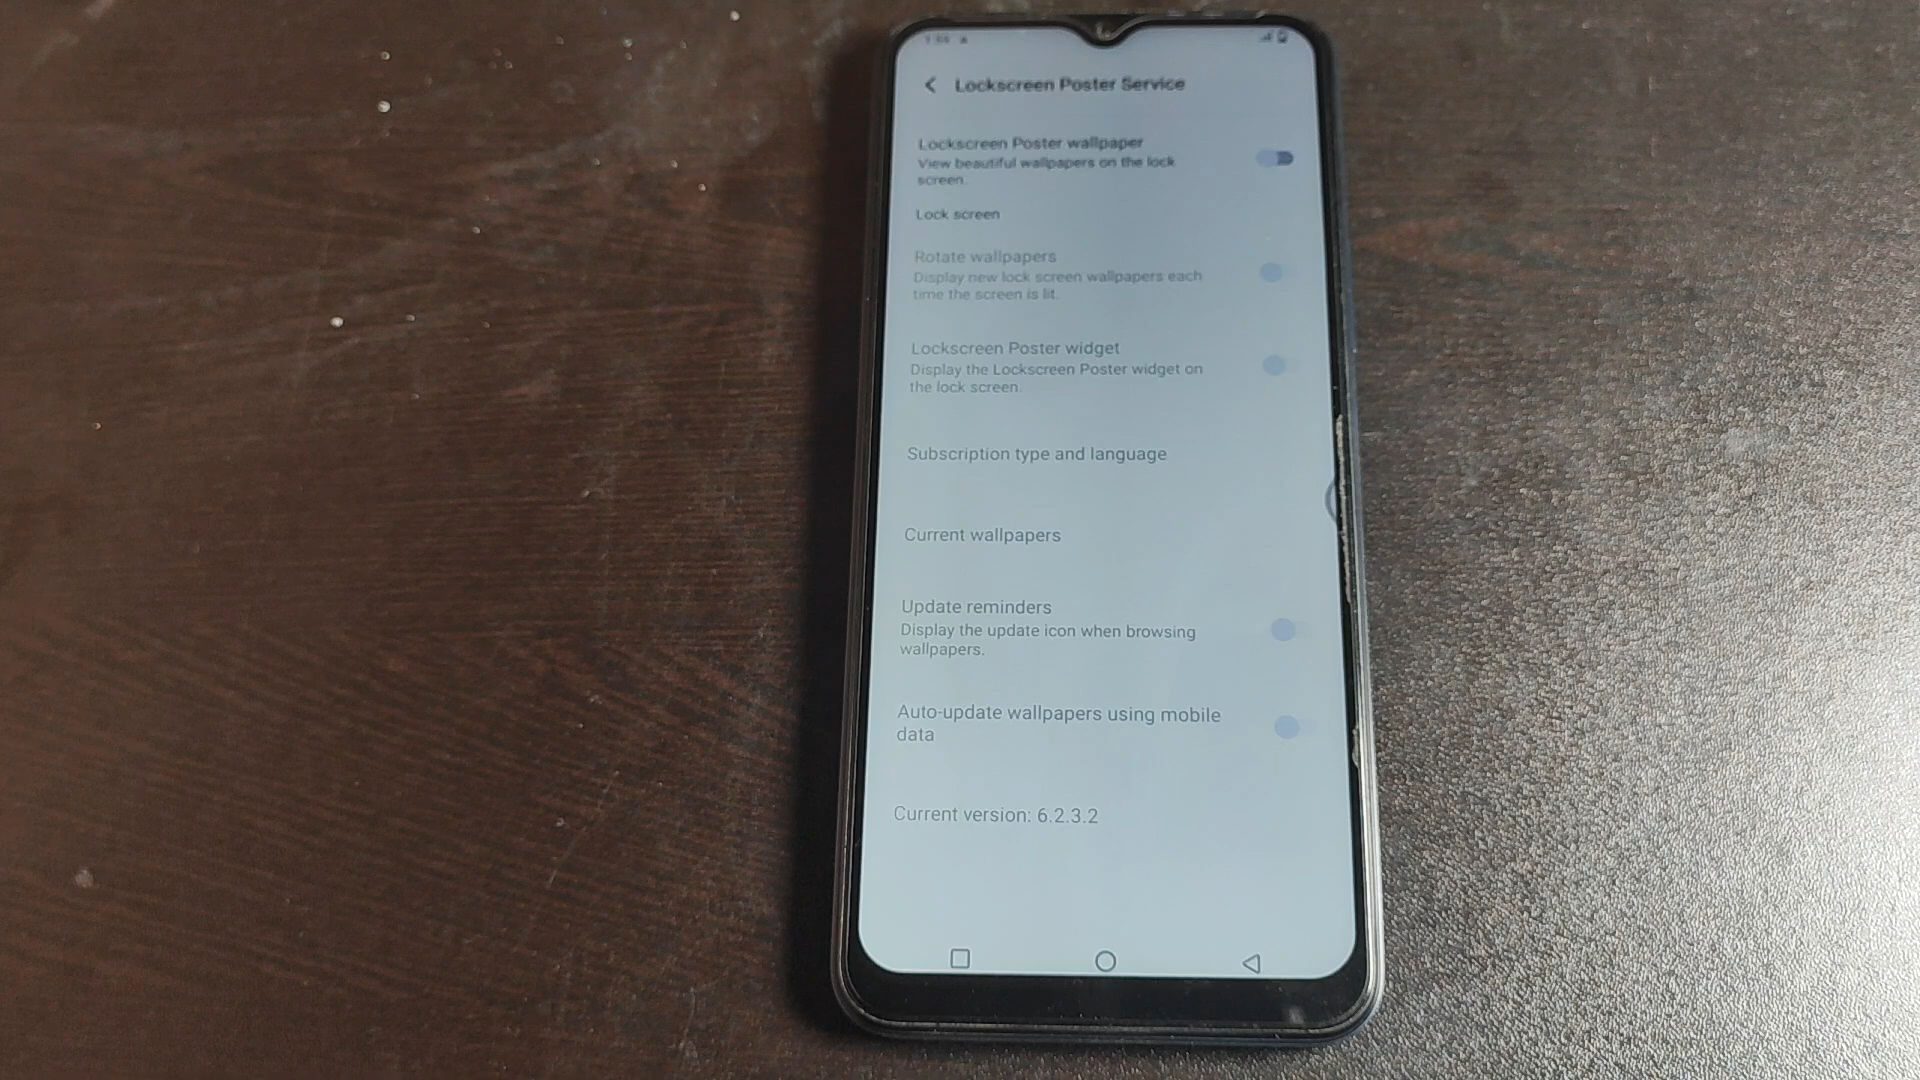 Lockscreen Poster Service
Lockscreen Poster wallpaper
View beautiful wallpapers on the lock
screen.
Lock screen
Rotate wallpapers
Display new lock screen wallpapers each
time the screen is lit.
Lockscreen Poster widget
Display the Lockscreen Poster widget on
the lock screen.
Subscription type and language
Current wallpapers
Update reminders
Display the update icon when browsing
wallpapers.
Auto-update wallpapers using mobile
data
Current version: 6.2.3.2